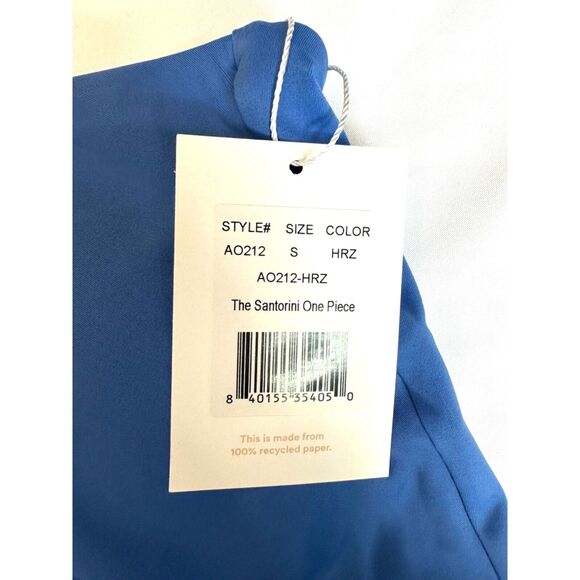 STYLE# SIZE COLOR
AO212 S HRZ
AO212-HRZ
The Santorini One Piece
8 40155 35405 0
This is made from
100% recycled paper.